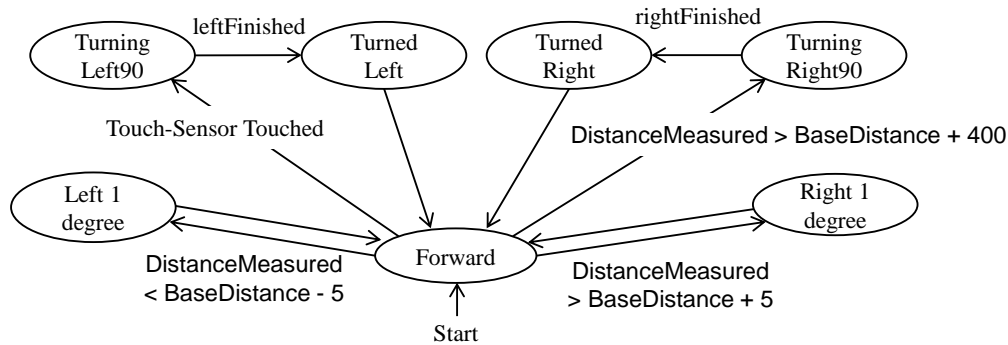 leftFinished
rightFinished
Turning
Left90
Turned
Left
Turned
Right
Turning
Right90
Touch-Sensor Touched
DistanceMeasured > BaseDistance + 400
Left 1
degree
Right 1
degree
Forward
DistanceMeasured
< BaseDistance - 5
DistanceMeasured
> BaseDistance + 5
Start